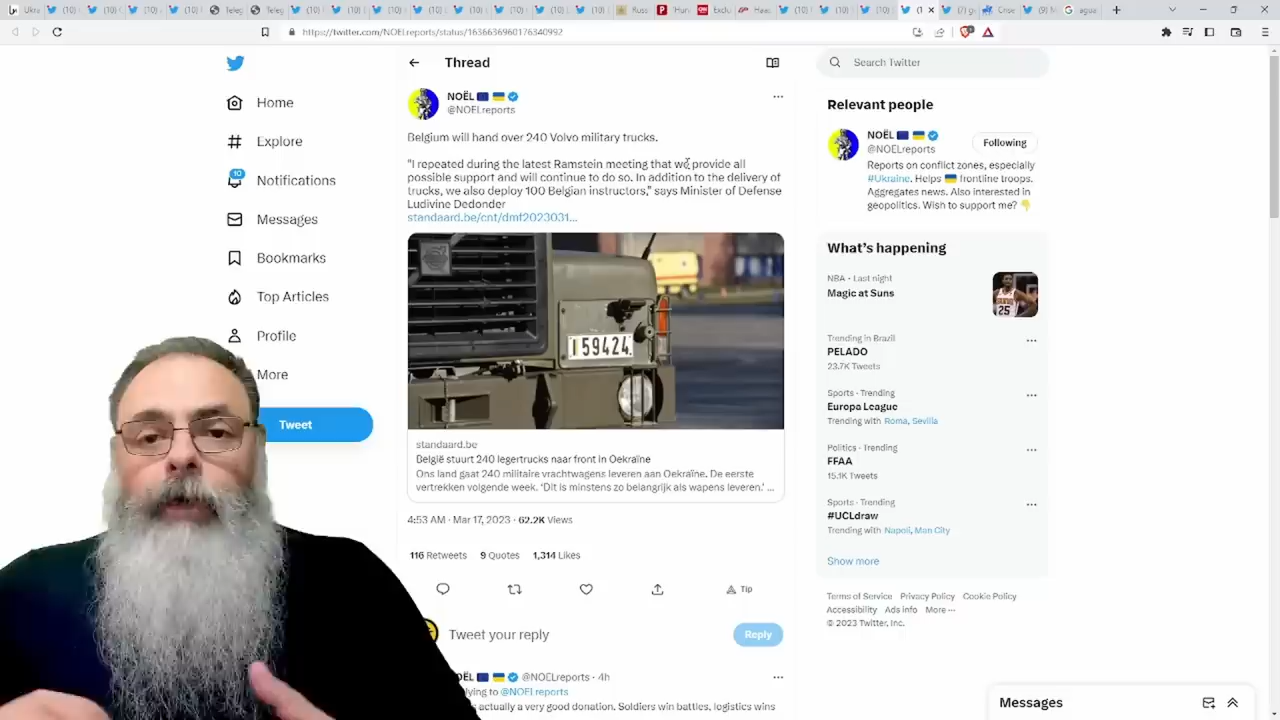 https://twitter.com/NOELreports/status/1636636960176340992
Home
Explore
10
Notifications
Messages
Bookmarks
Top Articles
Profile
More
Tweet
Thread
NOËL
@NOELreports
Belgium will hand over 240 Volvo military trucks.
"I repeated during the latest Ramstein meeting that we provide all
possible support and will continue to do so. In addition to the delivery of
trucks, we also deploy 100 Belgian instructors," says Minister of Defense
Ludivine Dedonder
standaard.be/cnt/dmf2023031...
59424
standaard.be
België stuurt 240 legertrucks naar front in Oekraïne
Ons land gaat 240 militaire vrachtwagens leveren aan Oekraïne. De eerste
vertrekken volgende week. 'Dit is minstens zo belangrijk als wapens leveren.' ...
4:53 AM · Mar 17, 2023 · 62.2K Views
116 Retweets 9 Quotes 1,314 Likes
Tip
Tweet your reply
Reply
@NOELreports · 4h
@NOELreports
actually a very good donation. Soldiers win battles, logistics wins
Search Twitter
Relevant people
NOËL
@NOELreports
Following
Reports on conflict zones, especially
#Ukraine. Helps frontline troops.
Aggregates news. Also interested in
geopolitics. Wish to support me?
What's happening
NBA · Last night
Magic at Suns
25
Trending in Brazil
PELADO
23.7K Tweets
Sports · Trending
Europa League
Trending with Roma, Sevilla
Politics · Trending
FFAA
15.1K Tweets
Sports · Trending
#UCLdraw
Trending with Napoli, Man City
Show more
Terms of Service Privacy Policy Cookie Policy
Accessibility Ads info More ...
© 2023 Twitter, Inc.
Messages